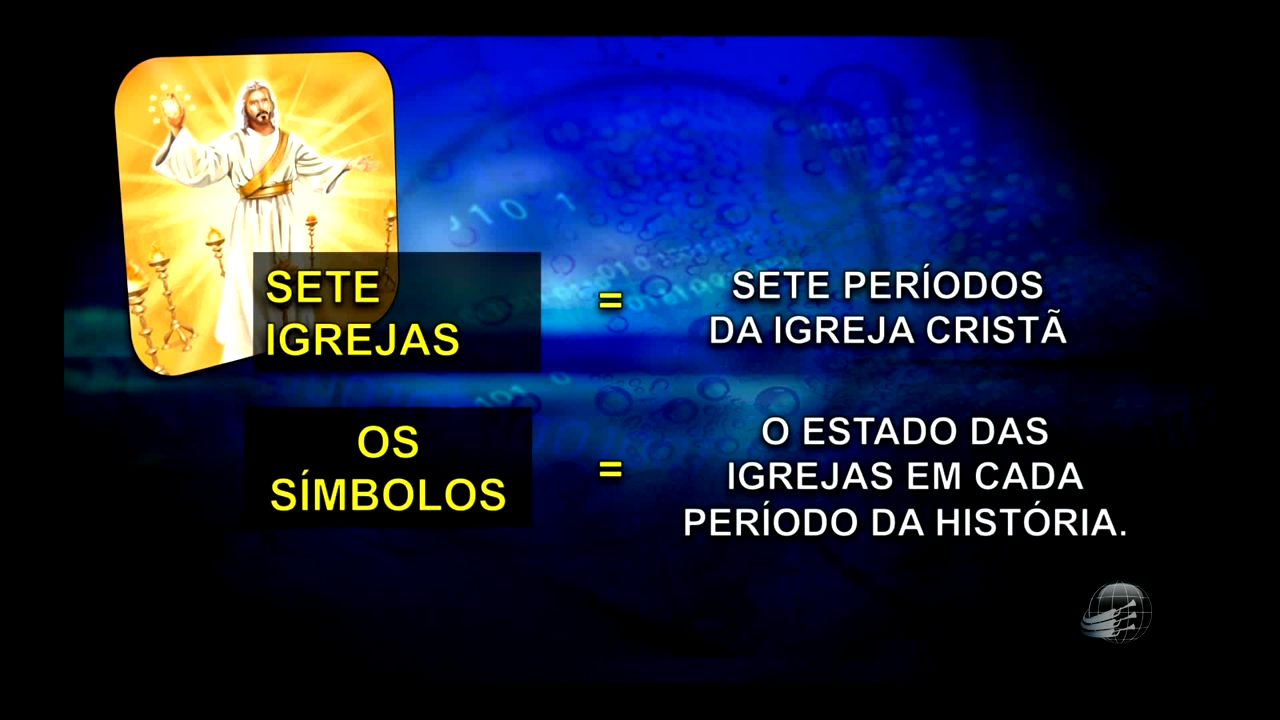 SETE
IGREJAS
=
SETE PERÍODOS
DA IGREJA CRISTÃ
OS
SÍMBOLOS
=
O ESTADO DAS
IGREJAS EM CADA
PERÍODO DA HISTÓRIA.